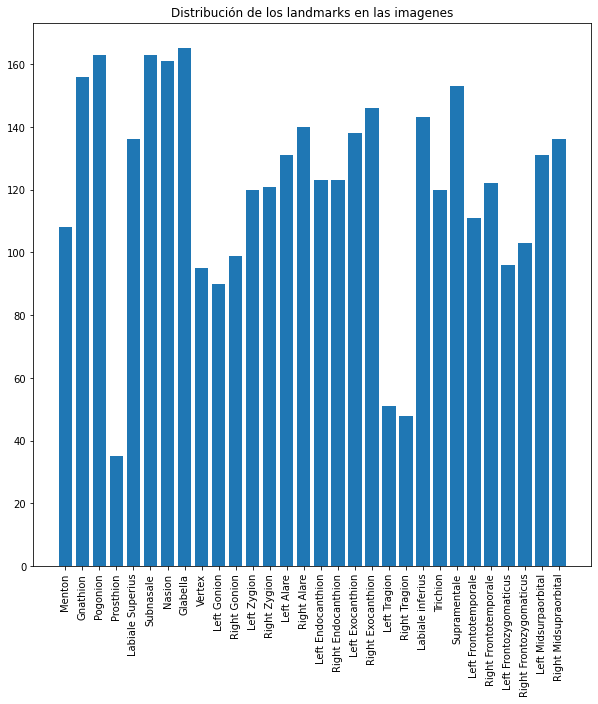 Distribución de los landmarks en las imagenes
160
140
120
100
80
60
40
20
0
Menton
Gnathion
Pogonion
Prosthion
Labiale Superius
Subnasale
Nasion
Glabella
Vertex
Left Gonion
Right Gonion
Left Zygion
Right Zygion
Left Alare
Right Alare
Left Endocanthion
Right Endocanthion
Left Exocanthion
Right Exocanthion
Left Tragion
Right Tragion
Labiale inferius
Trichion
Supramentale
Left Frontotemporale
Right Frontotemporale
Left Frontozygomaticus
Right Frontozygomaticus
Left Midsurpaorbital
Right Midsupraorbital